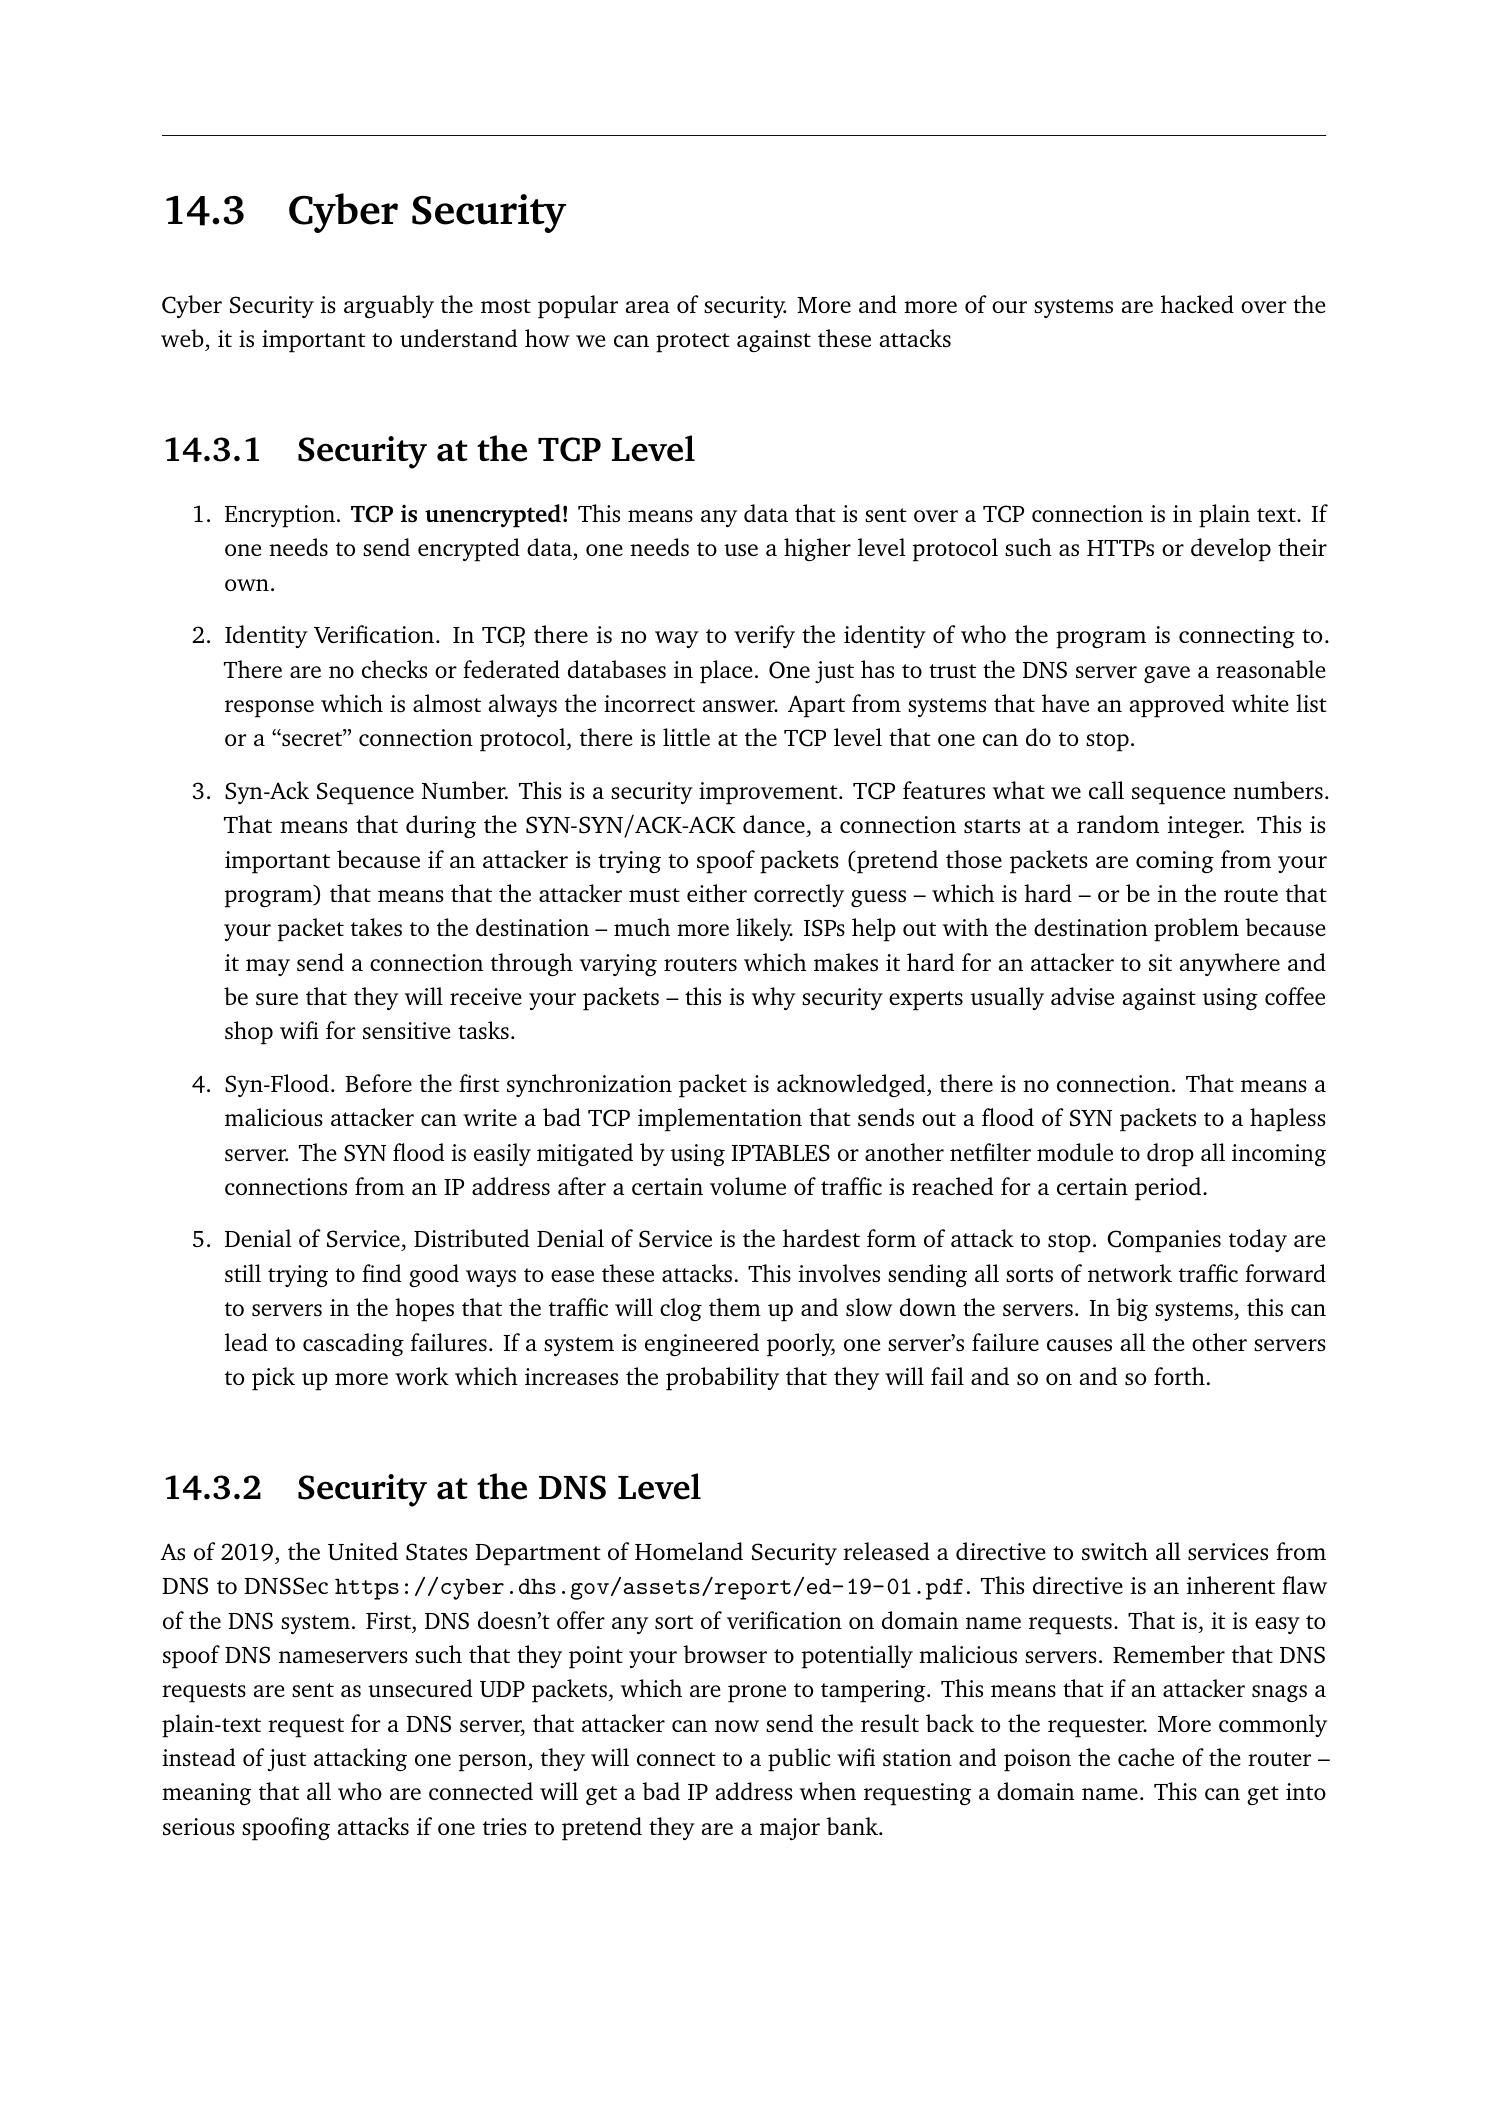 14.3 Cyber Security
Cyber Security is arguably the most popular area of security. More and more of our systems are hacked over the
web, it is important to understand how we can protect against these attacks
14.3.1 Security at the TCP Level
1. Encryption. TCP is unencrypted! This means any data that is sent over a TCP connection is in plain text. If
one needs to send encrypted data, one needs to use a higher level protocol such as HTTPs or develop their
own.
2. Identity Verification. In TCP, there is no way to verify the identity of who the program is connecting to.
There are no checks or federated databases in place. One just has to trust the DNS server gave a reasonable
response which is almost always the incorrect answer. Apart from systems that have an approved white list
or a “secret” connection protocol, there is little at the TCP level that one can do to stop.
3. Syn-Ack Sequence Number. This is a security improvement. TCP features what we call sequence numbers.
That means that during the SYN-SYN/ACK-ACK dance, a connection starts at a random integer. This is
important because if an attacker is trying to spoof packets (pretend those packets are coming from your
program) that means that the attacker must either correctly guess – which is hard – or be in the route that
your packet takes to the destination – much more likely. ISPs help out with the destination problem because
it may send a connection through varying routers which makes it hard for an attacker to sit anywhere and
be sure that they will receive your packets – this is why security experts usually advise against using coffee
shop wifi for sensitive tasks.
4. Syn-Flood. Before the first synchronization packet is acknowledged, there is no connection. That means a
malicious attacker can write a bad TCP implementation that sends out a flood of SYN packets to a hapless
server. The SYN flood is easily mitigated by using IPTABLES or another netfilter module to drop all incoming
connections from an IP address after a certain volume of traffic is reached for a certain period.
5. Denial of Service, Distributed Denial of Service is the hardest form of attack to stop. Companies today are
still trying to find good ways to ease these attacks. This involves sending all sorts of network traffic forward
to servers in the hopes that the traffic will clog them up and slow down the servers. In big systems, this can
lead to cascading failures. If a system is engineered poorly, one server’s failure causes all the other servers
to pick up more work which increases the probability that they will fail and so on and so forth.
14.3.2 Security at the DNS Level
As of 2019, the United States Department of Homeland Security released a directive to switch all services from
DNS to DNSSec https://cyber.dhs.gov/assets/report/ed-19-01.pdf. This directive is an inherent flaw
of the DNS system. First, DNS doesn’t offer any sort of verification on domain name requests. That is, it is easy to
spoof DNS nameservers such that they point your browser to potentially malicious servers. Remember that DNS
requests are sent as unsecured UDP packets, which are prone to tampering. This means that if an attacker snags a
plain-text request for a DNS server, that attacker can now send the result back to the requester. More commonly
instead of just attacking one person, they will connect to a public wifi station and poison the cache of the router –
meaning that all who are connected will get a bad IP address when requesting a domain name. This can get into
serious spoofing attacks if one tries to pretend they are a major bank.